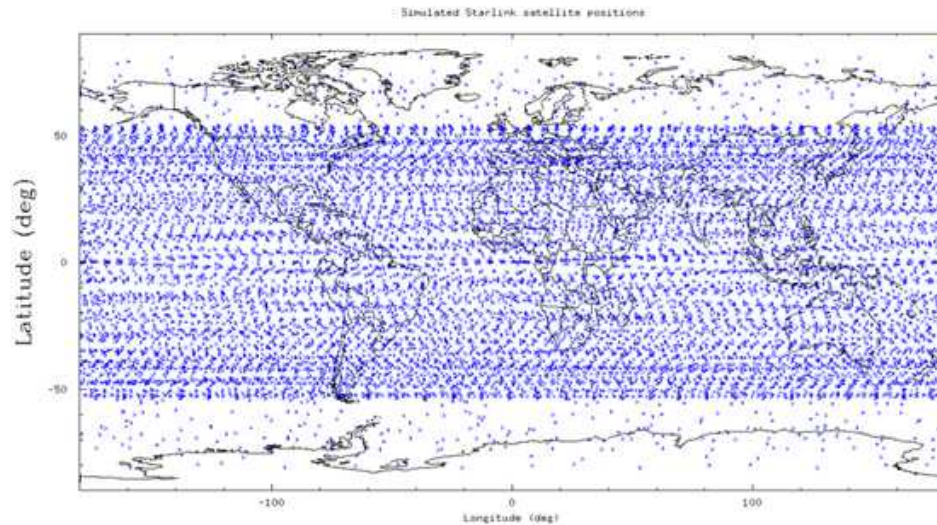 Simulated Starlink satellite positions
50
0
-50
Latitude (deg)
-100
0
100
Longitude (deg)